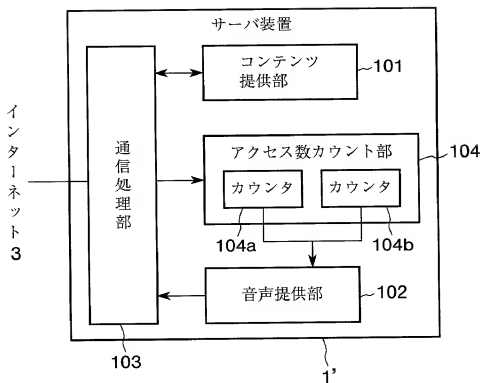 サーバ装置
コンテンツ
提供部
101
インターネット3
通信処理部
アクセス数カウント部
104
カウンタ
カウンタ
104a
104b
音声提供部
102
103
1’